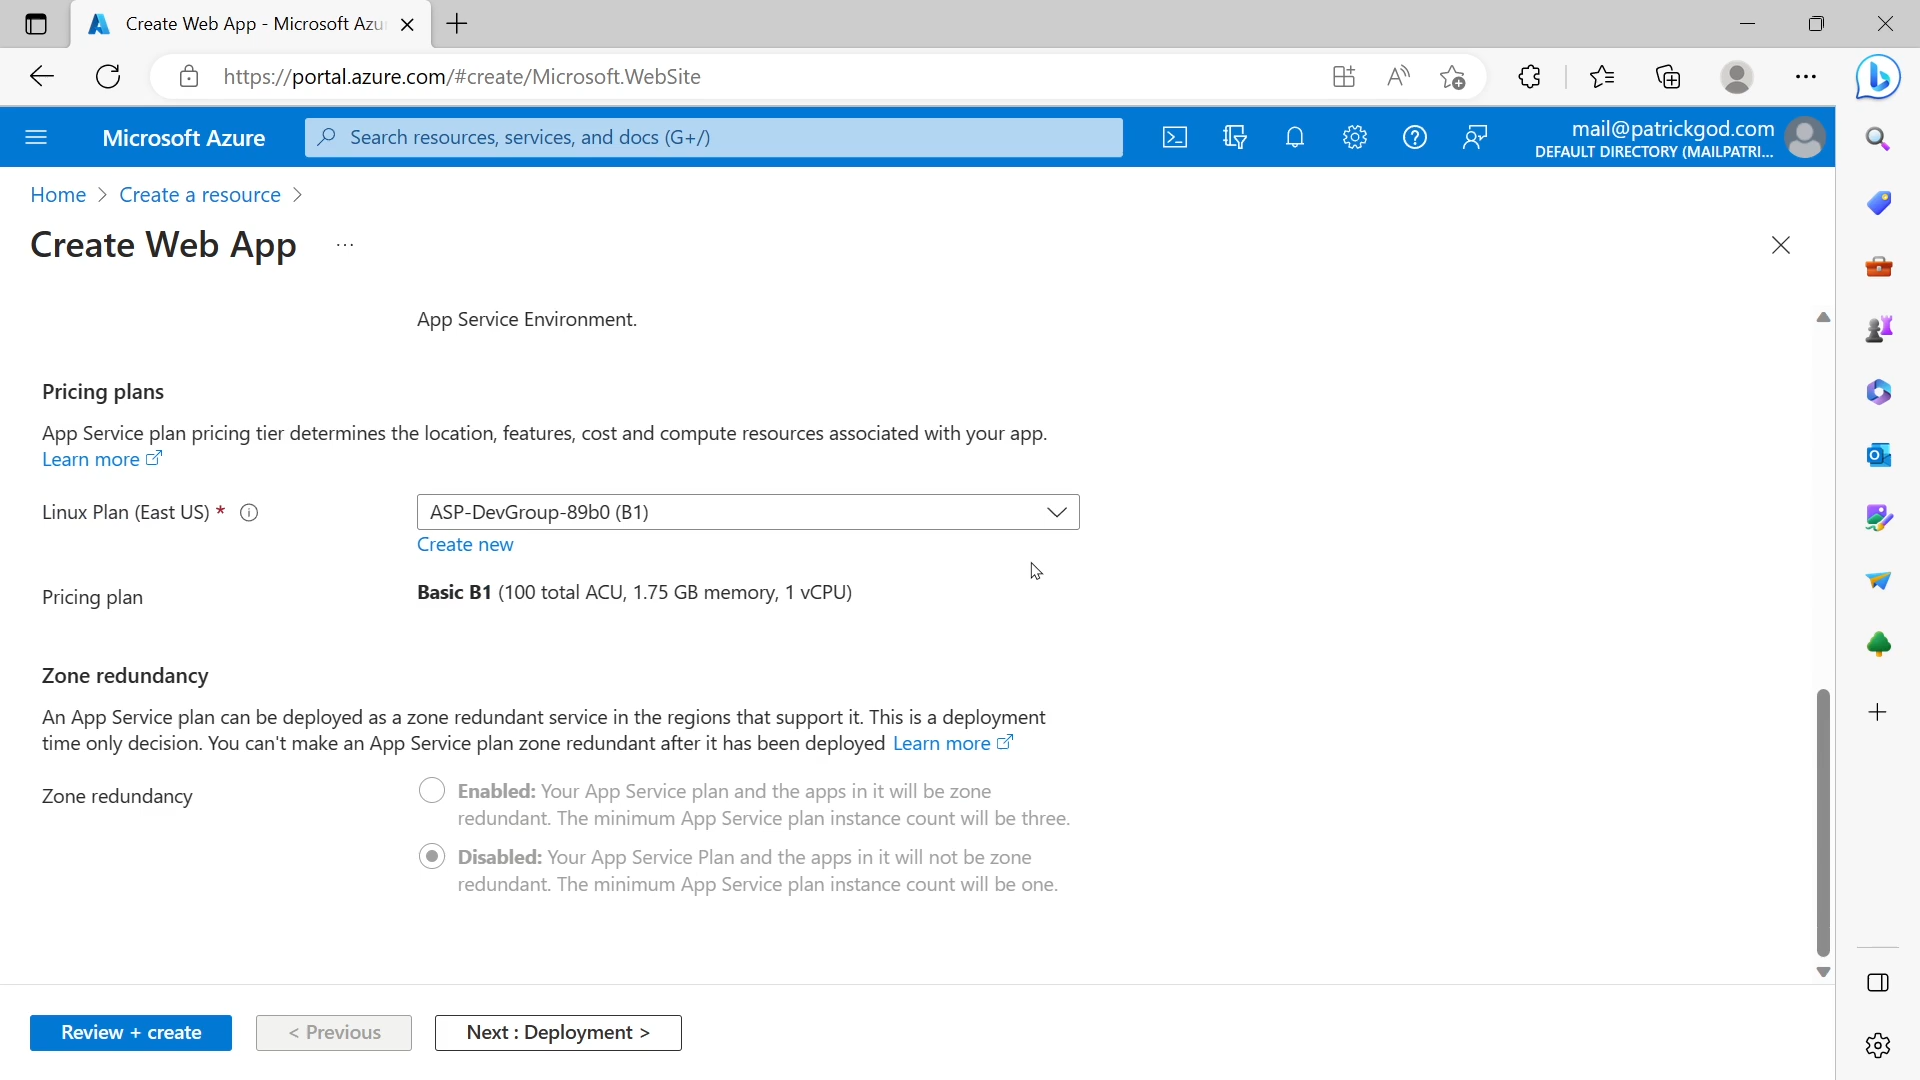 Create Web App - Microsoft Azu
https://portal.azure.com/#create/Microsoft.WebSite
Microsoft Azure
Search resources, services, and docs (G+/)
mail@patrickgod.com
DEFAULT DIRECTORY (MAILPATRI...
Home > Create a resource >
Create Web App ...
App Service Environment.
Pricing plans
App Service plan pricing tier determines the location, features, cost and compute resources associated with your app.
Learn more
Linux Plan (East US) *
ASP-DevGroup-89b0 (B1)
Create new
Pricing plan
Basic B1 (100 total ACU, 1.75 GB memory, 1 vCPU)
Zone redundancy
An App Service plan can be deployed as a zone redundant service in the regions that support it. This is a deployment
time only decision. You can't make an App Service plan zone redundant after it has been deployed Learn more
Zone redundancy
Enabled: Your App Service plan and the apps in it will be zone
redundant. The minimum App Service plan instance count will be three.
Disabled: Your App Service Plan and the apps in it will not be zone
redundant. The minimum App Service plan instance count will be one.
Review + create
< Previous
Next : Deployment >